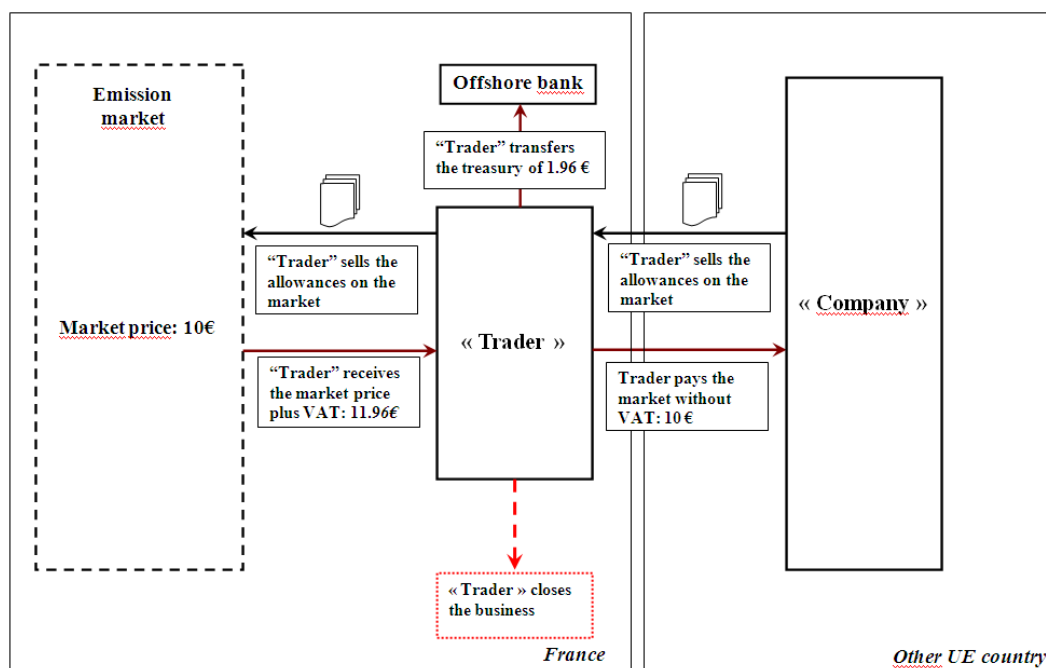 Emission
market
Market price: 10€
Offshore bank
“Trader” transfers
the treasury of 1.96 €
“Trader” sells the
allowances on the
market
“Trader” sells the
allowances on the
market
« Trader »
« Company »
“Trader” receives
the market price
plus VAT: 11.96€
Trader pays the
market without
VAT: 10 €
« Trader » closes
the business
France
Other UE country